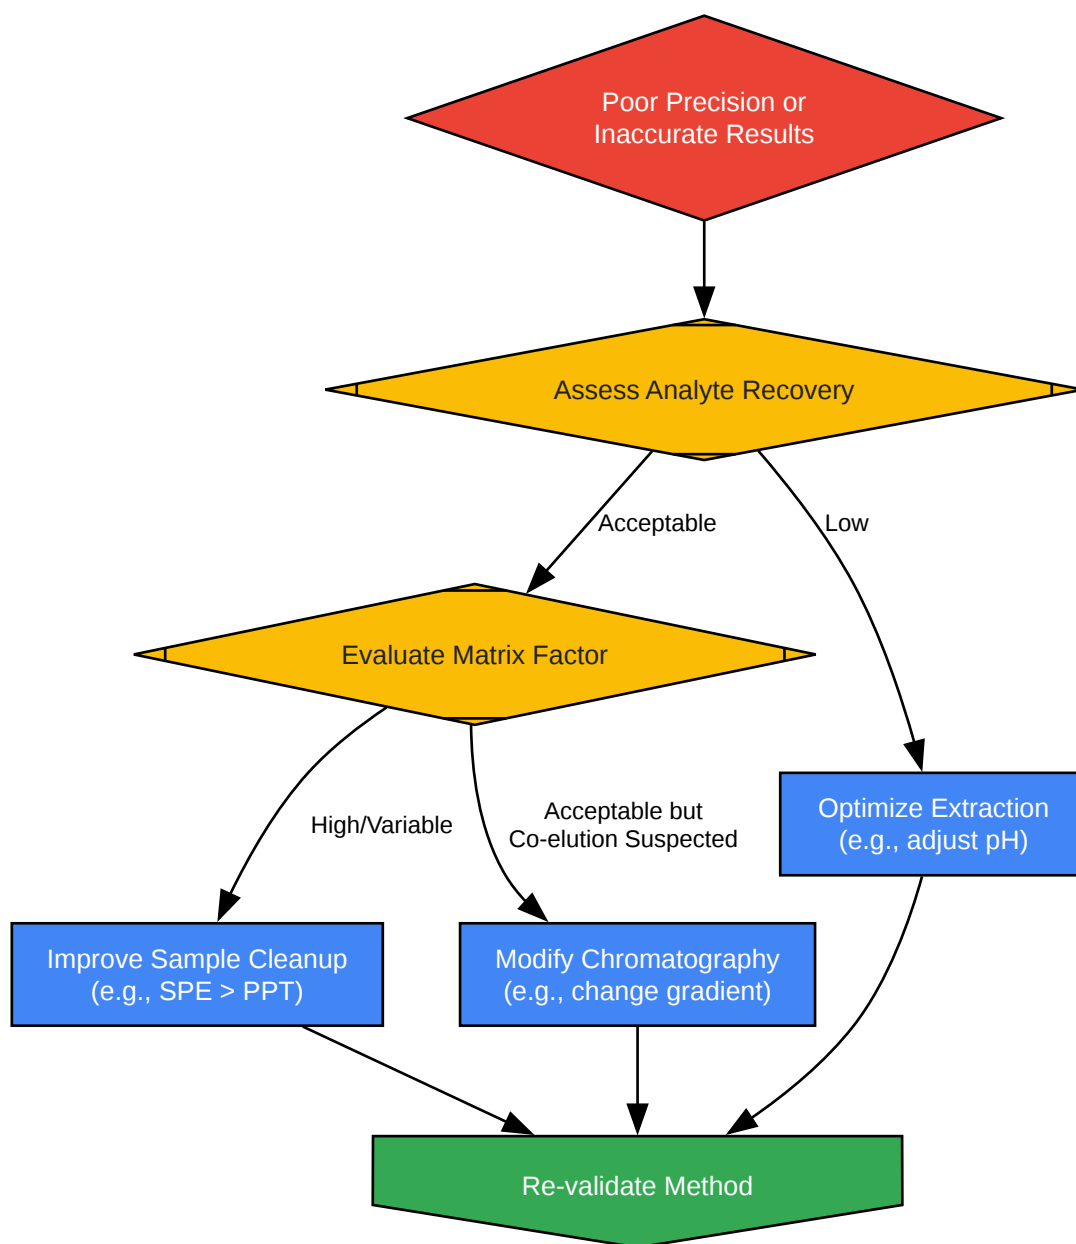 Poor Precision or
Inaccurate Results
Assess Analyte Recovery
Acceptable
Low
Evaluate Matrix Factor
High/Variable
Acceptable but
Co-elution Suspected
Optimize Extraction
(e.g., adjust pH)
Improve Sample Cleanup
(e.g., SPE > PPT)
Modify Chromatography
(e.g., change gradient)
Re-validate Method